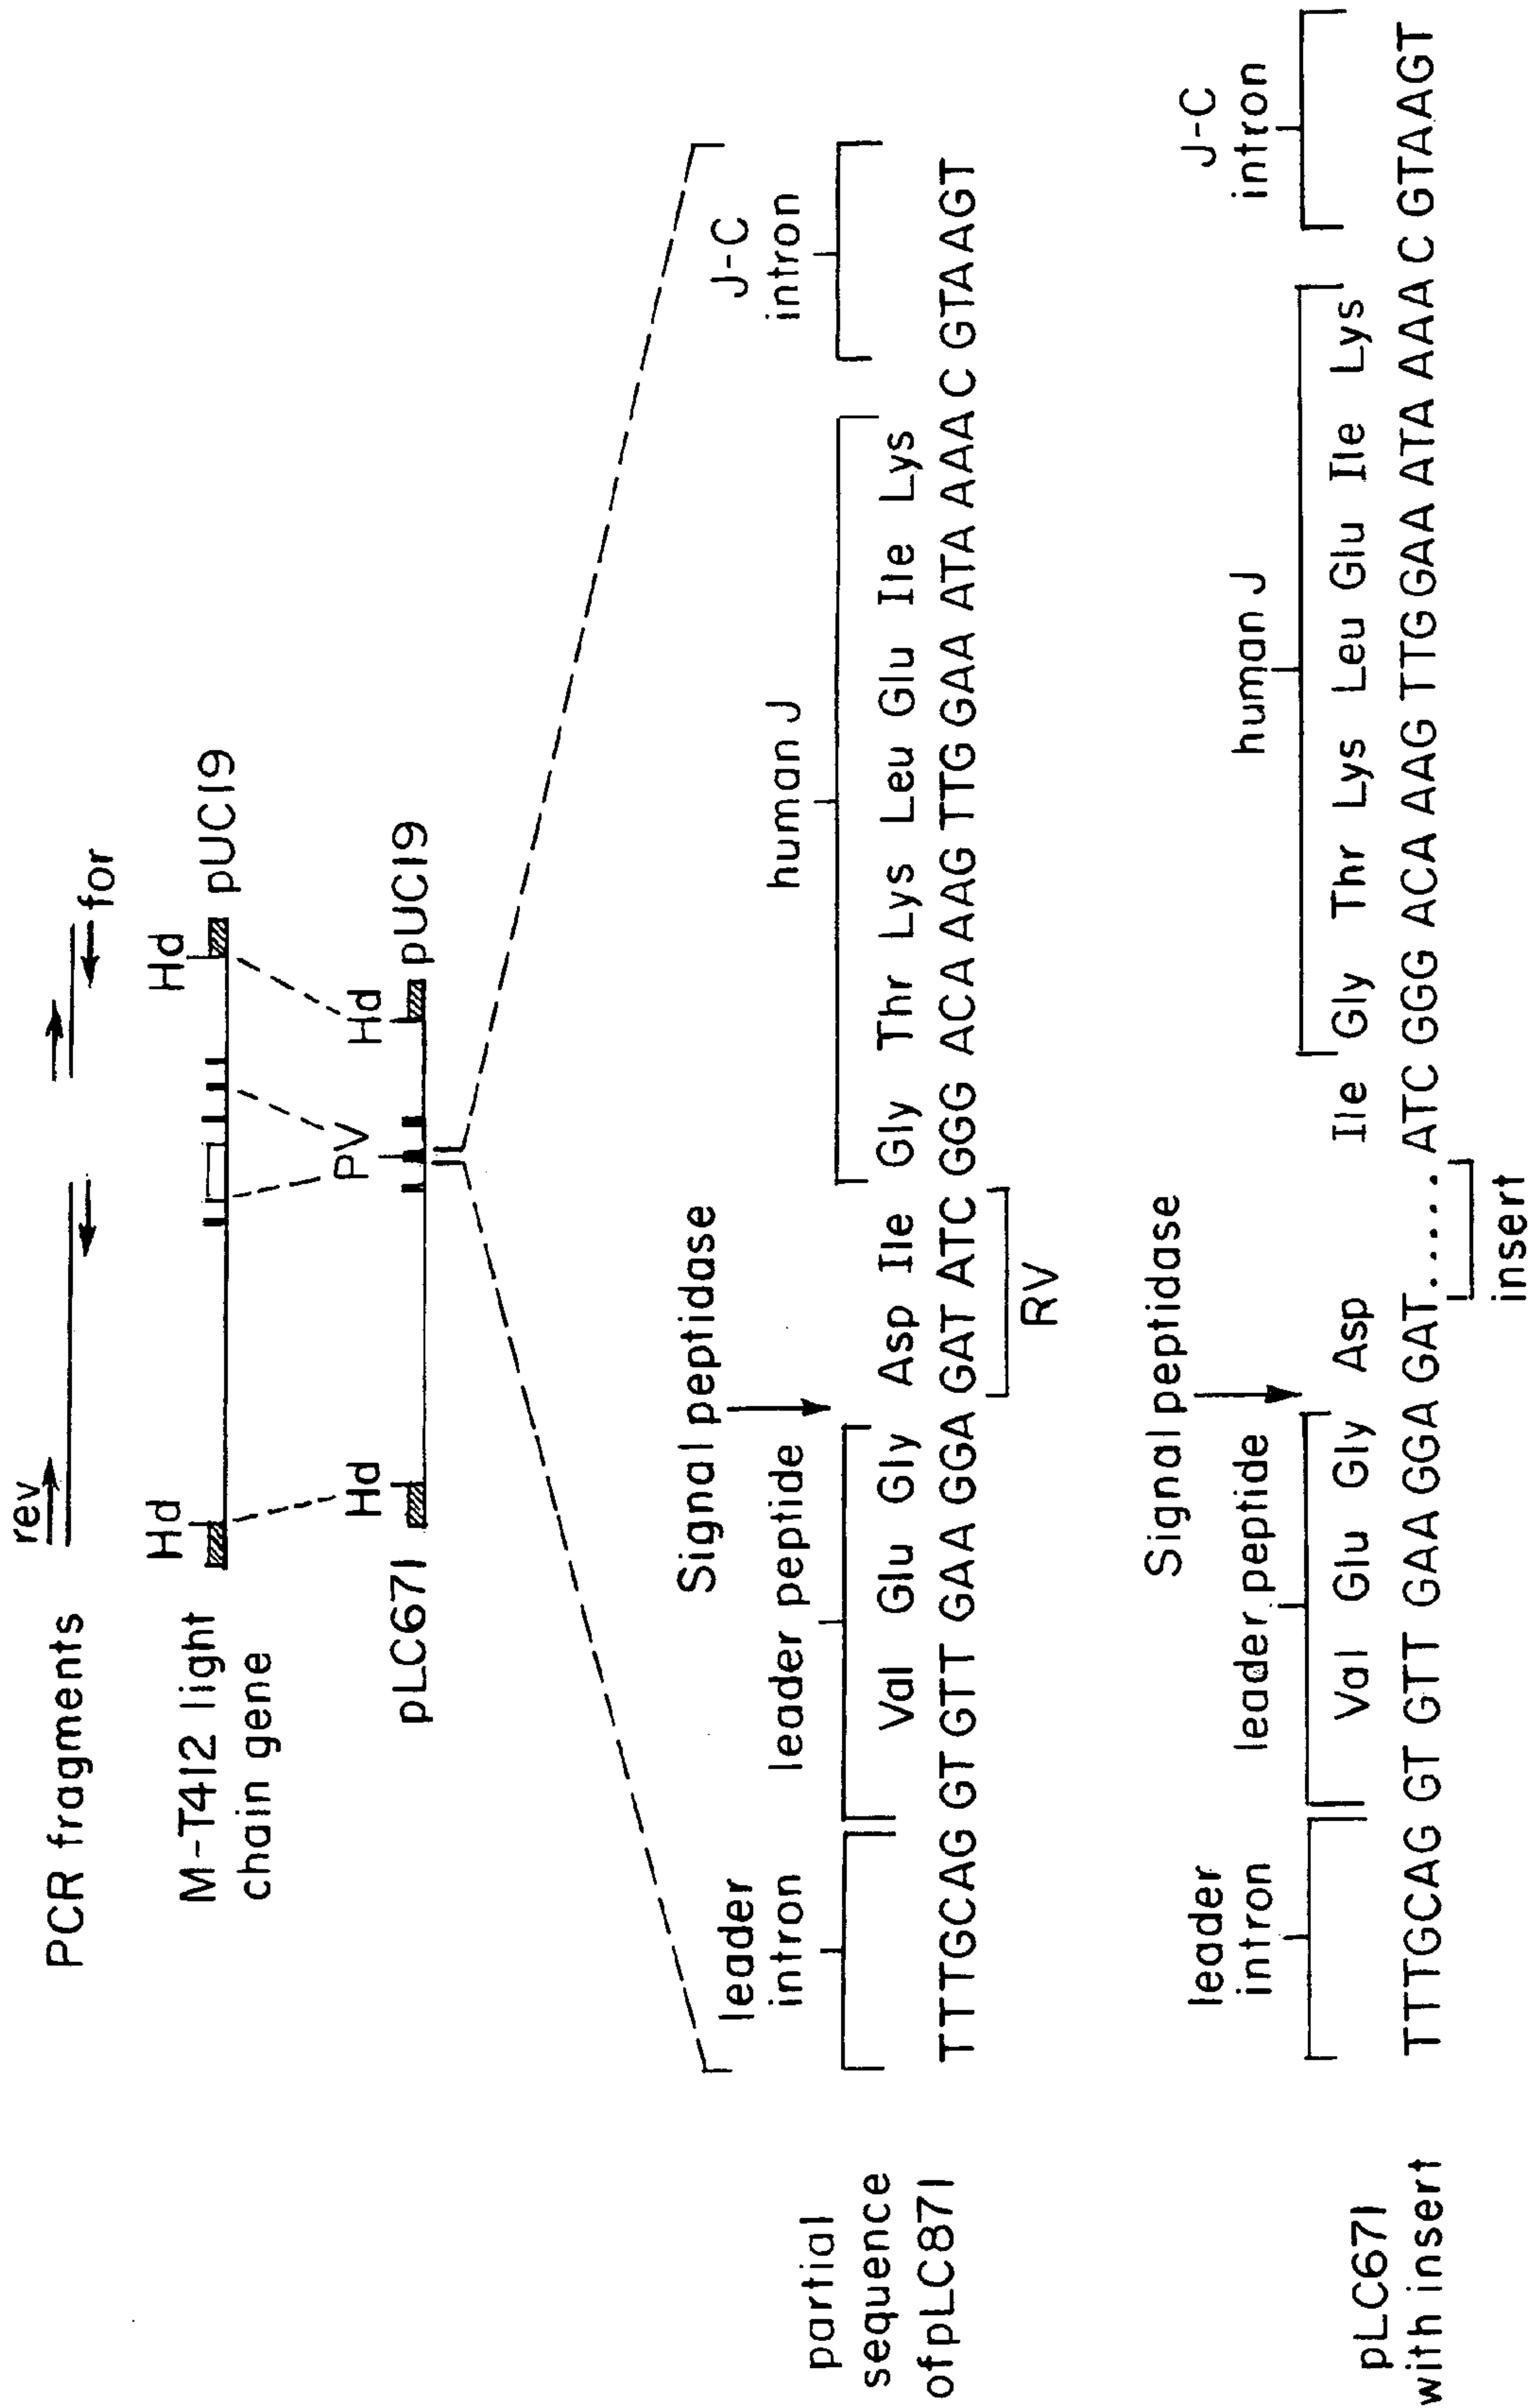 PCR fragments
rev
for
M-T412 light
chain gene
Hd
Hd
pUC19
PV
pLC671
Hd
Hd
pUC19
partial
sequence
of pLC871
leader
intron
leader peptide
Signal peptidase
human J
J-C
intron
Val Glu Gly Asp Ile Gly Thr Lys Leu Glu Ile Lys
TTTGCAG GT GTT GAA GGA GAT ATC GGG ACA AAG TTG GAA ATA AAA C GTAAGT
RV
pLC671
with insert
leader
intron
leader peptide
Signal peptidase
human J
J-C
intron
Val Glu Gly Asp Ile Gly Thr Lys Leu Glu Ile Lys
TTTGCAG GT GTT GAA GGA GAT.....ATC GGG ACA AAG TTG GAA ATA AAA C GTAAGT
insert